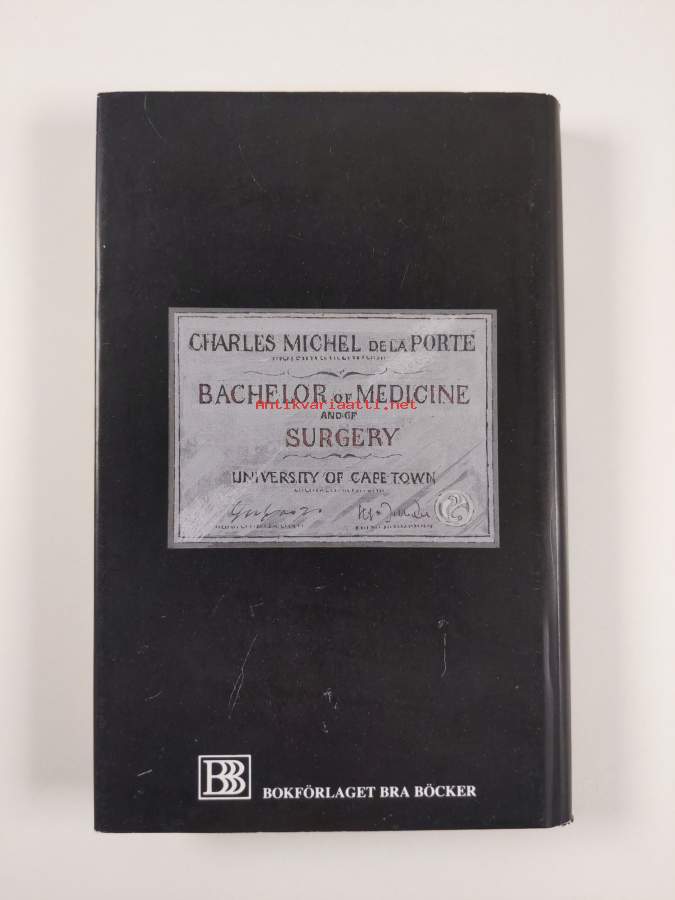 CHARLES MICHEL DE LA PORTE
BACHELOR OF MEDICINE
Antikvariaatti.net
AND OF
SURGERY
UNIVERSITY OF CAPE TOWN
BBB
BOKFÖRLAGET BRA BÖCKER